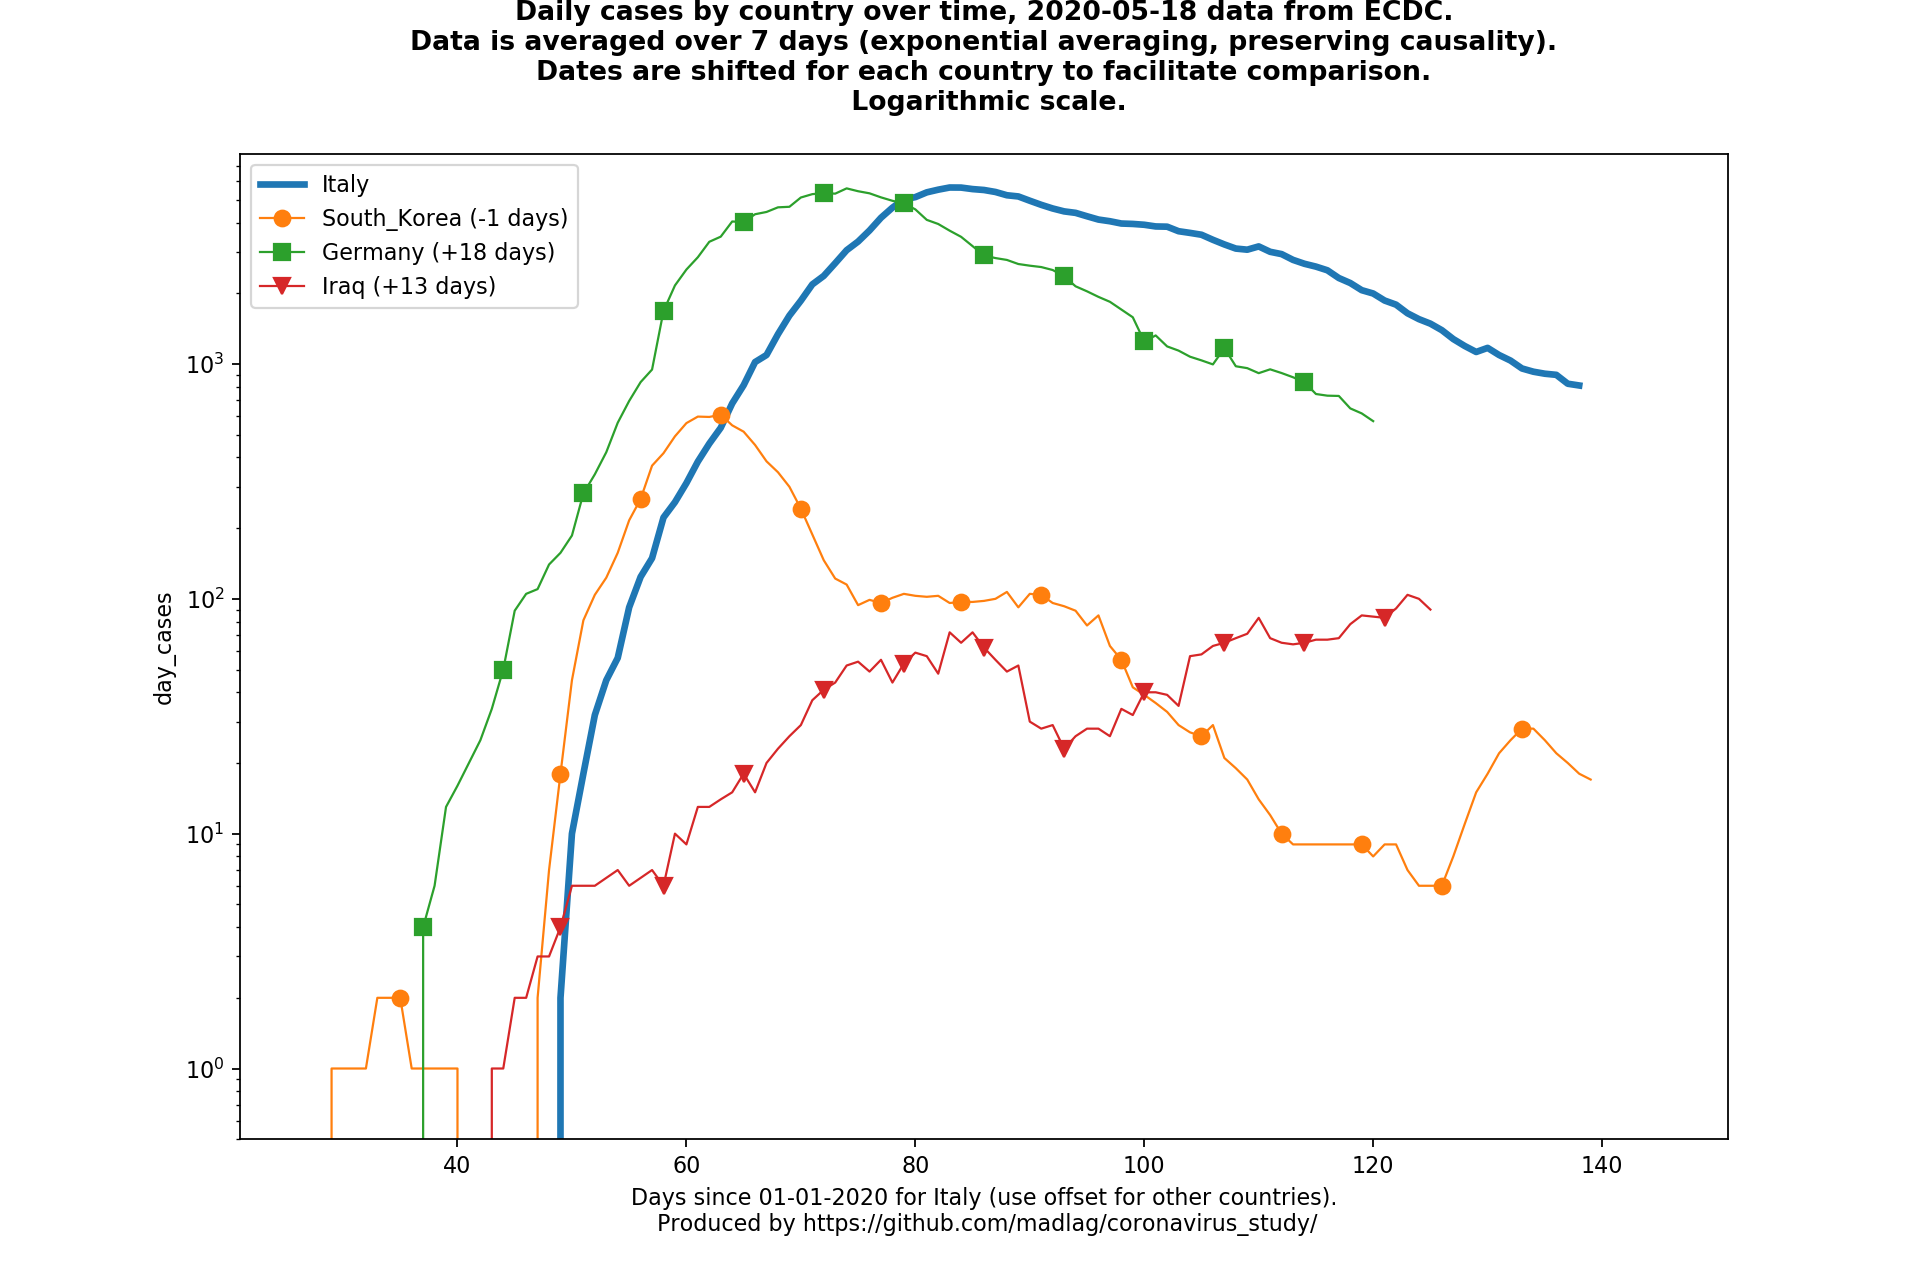 Daily cases by country over time, 2020-05-18 data from ECDC.
Data is averaged over 7 days (exponential averaging, preserving causality).
Dates are shifted for each country to facilitate comparison.
Logarithmic scale.
Italy
South_Korea (-1 days)
Germany (+18 days)
Iraq (+13 days)
day_cases
10³
10²
10¹
10⁰
40 60 80 100 120 140
Days since 01-01-2020 for Italy (use offset for other countries).
Produced by https://github.com/madlag/coronavirus_study/